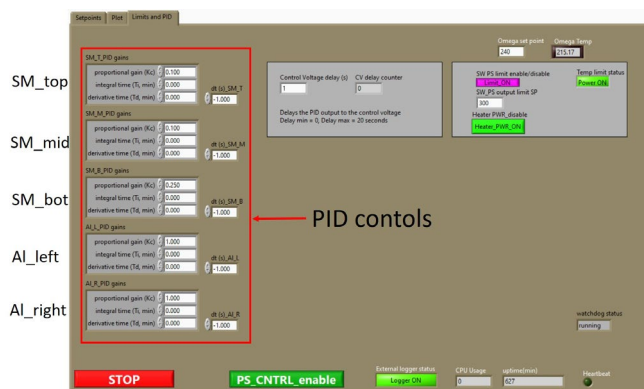 Setpoints Plot Limits and PID
Omega set point Omega Temp
240 215.17
SM_T_PID gains
proportional gain (Kc) 0.100
integral time (Ti, min) 0.000
derivative time (Td, min) 0.000
dt (s)_SM_T
-1.000
SM_top
SM_M_PID gains
proportional gain (Kc) 0.100
integral time (Ti, min) 0.000
derivative time (Td, min) 0.000
dt (s)_SM_M
-1.000
SM_mid
SM_B_PID gains
proportional gain (Kc) 0.250
integral time (Ti, min) 0.000
derivative time (Td, min) 0.000
dt (s)_SM_B
-1.000
SM_bot
Al_L_PID gains
proportional gain (Kc) 1.000
integral time (Ti, min) 0.000
derivative time (Td, min) 0.000
dt (s)_Al_L
-1.000
Al_left
Al_R_PID gains
proportional gain (Kc) 1.000
integral time (Ti, min) 0.000
derivative time (Td, min) 0.000
dt (s)_Al_R
-1.000
Al_right
PID contols
Control Voltage delay (s) CV delay counter
1 0
Delays the PID output to the control voltage
Delay min = 0, Delay max = 20 seconds
SW PS limit enable/disable
Limit_ON
SW_PS output limit SP
300
Heater PWR_disable
Heater_PWR_ON
Temp limit status
Power ON
watchdog status
running
STOP
PS_CNTRL_enable
External logger status
Logger ON
CPU Usage
0
uptime(min)
627
Heartbeat